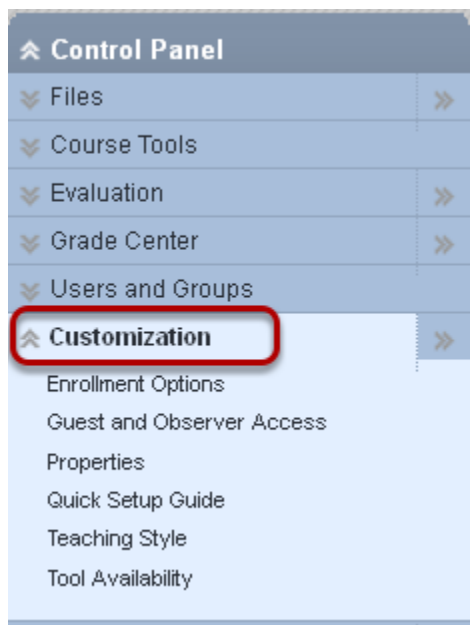 Control Panel
Files
Course Tools
Evaluation
Grade Center
Users and Groups
Customization
Enrollment Options
Guest and Observer Access
Properties
Quick Setup Guide
Teaching Style
Tool Availability